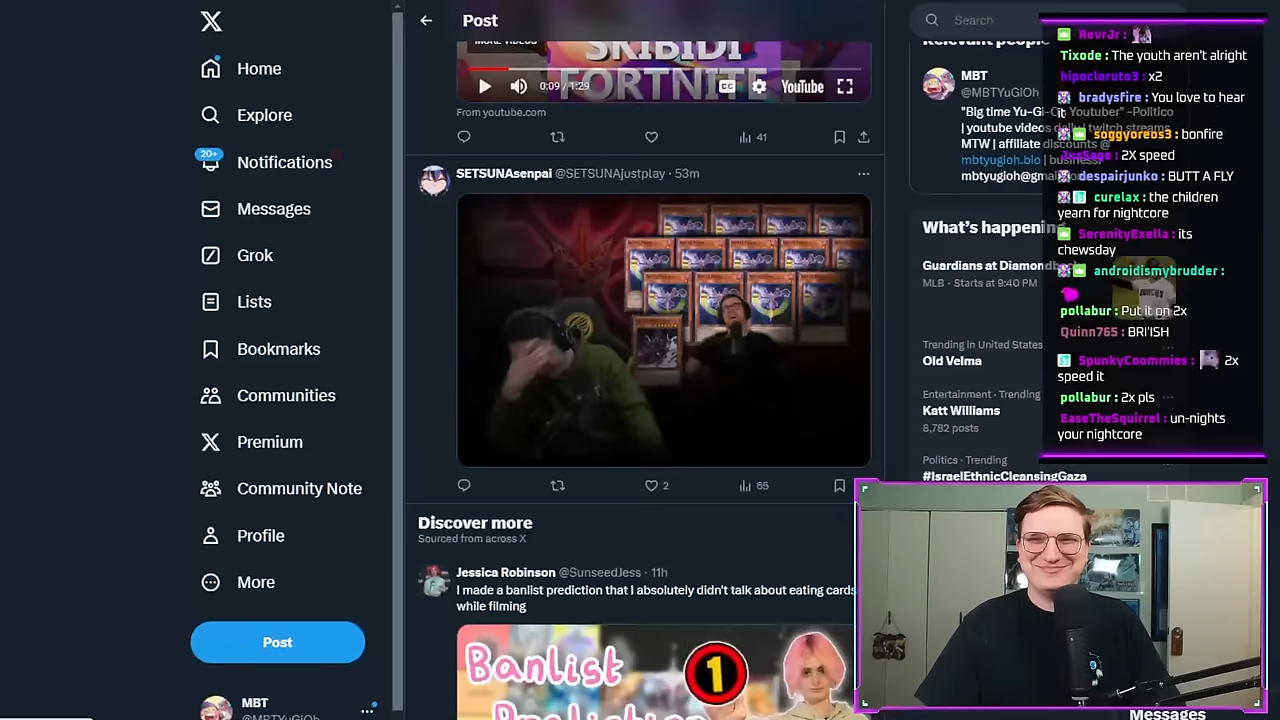 Post
Search
Home
Explore
20+
Notifications
Messages
Grok
Lists
Bookmarks
Communities
Premium
Community Note
Profile
More
Post
MBT
@MBTYuGiOh
MORE VIDEOS
SKIBIDI
FORTNITE
0:09 / 1:29
CC
YouTube
From youtube.com
41
SETSUNAsenpai @SETSUNAjustplay · 53m
2
65
Discover more
Sourced from across X
Jessica Robinson @SunseedJess · 11h
I made a banlist prediction that I absolutely didn't talk about eating cards
while filming
Banlist
Prediction
1
Relevant people
MBT
@MBTYuGiOh
"Big time Yu-Gi-Oh Youtuber" -Politico
| youtube videos daily | twitch streams
MTW | affiliate discounts @
mbtyugioh.blo | business:
mbtyugioh@gma
What's happening
Guardians at Diamondb
MLB · Starts at 9:40 PM
Trending in United States
Old Velma
Entertainment · Trending
Katt Williams
8,782 posts
Politics · Trending
#IsraelEthnicCleansingGaza
RevrJr :
Tixode : The youth aren't alright
hipocloruto3 : x2
bradysfire : You love to hear
it
soggyoreos3 : bonfire
JusSage : 2X speed
despairjunko : BUTT A FLY
curelax : the children
yearn for nightcore
SerenityExella : its
chewsday
androidismybrudder :
pollabur : Put it on 2x
Quinn765 : BRI'ISH
SpunkyCoommies : 2x
speed it
pollabur : 2x pls
EaseTheSquirrel : un-nights
your nightcore
Messages